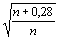 √((n + 0,28)/n)